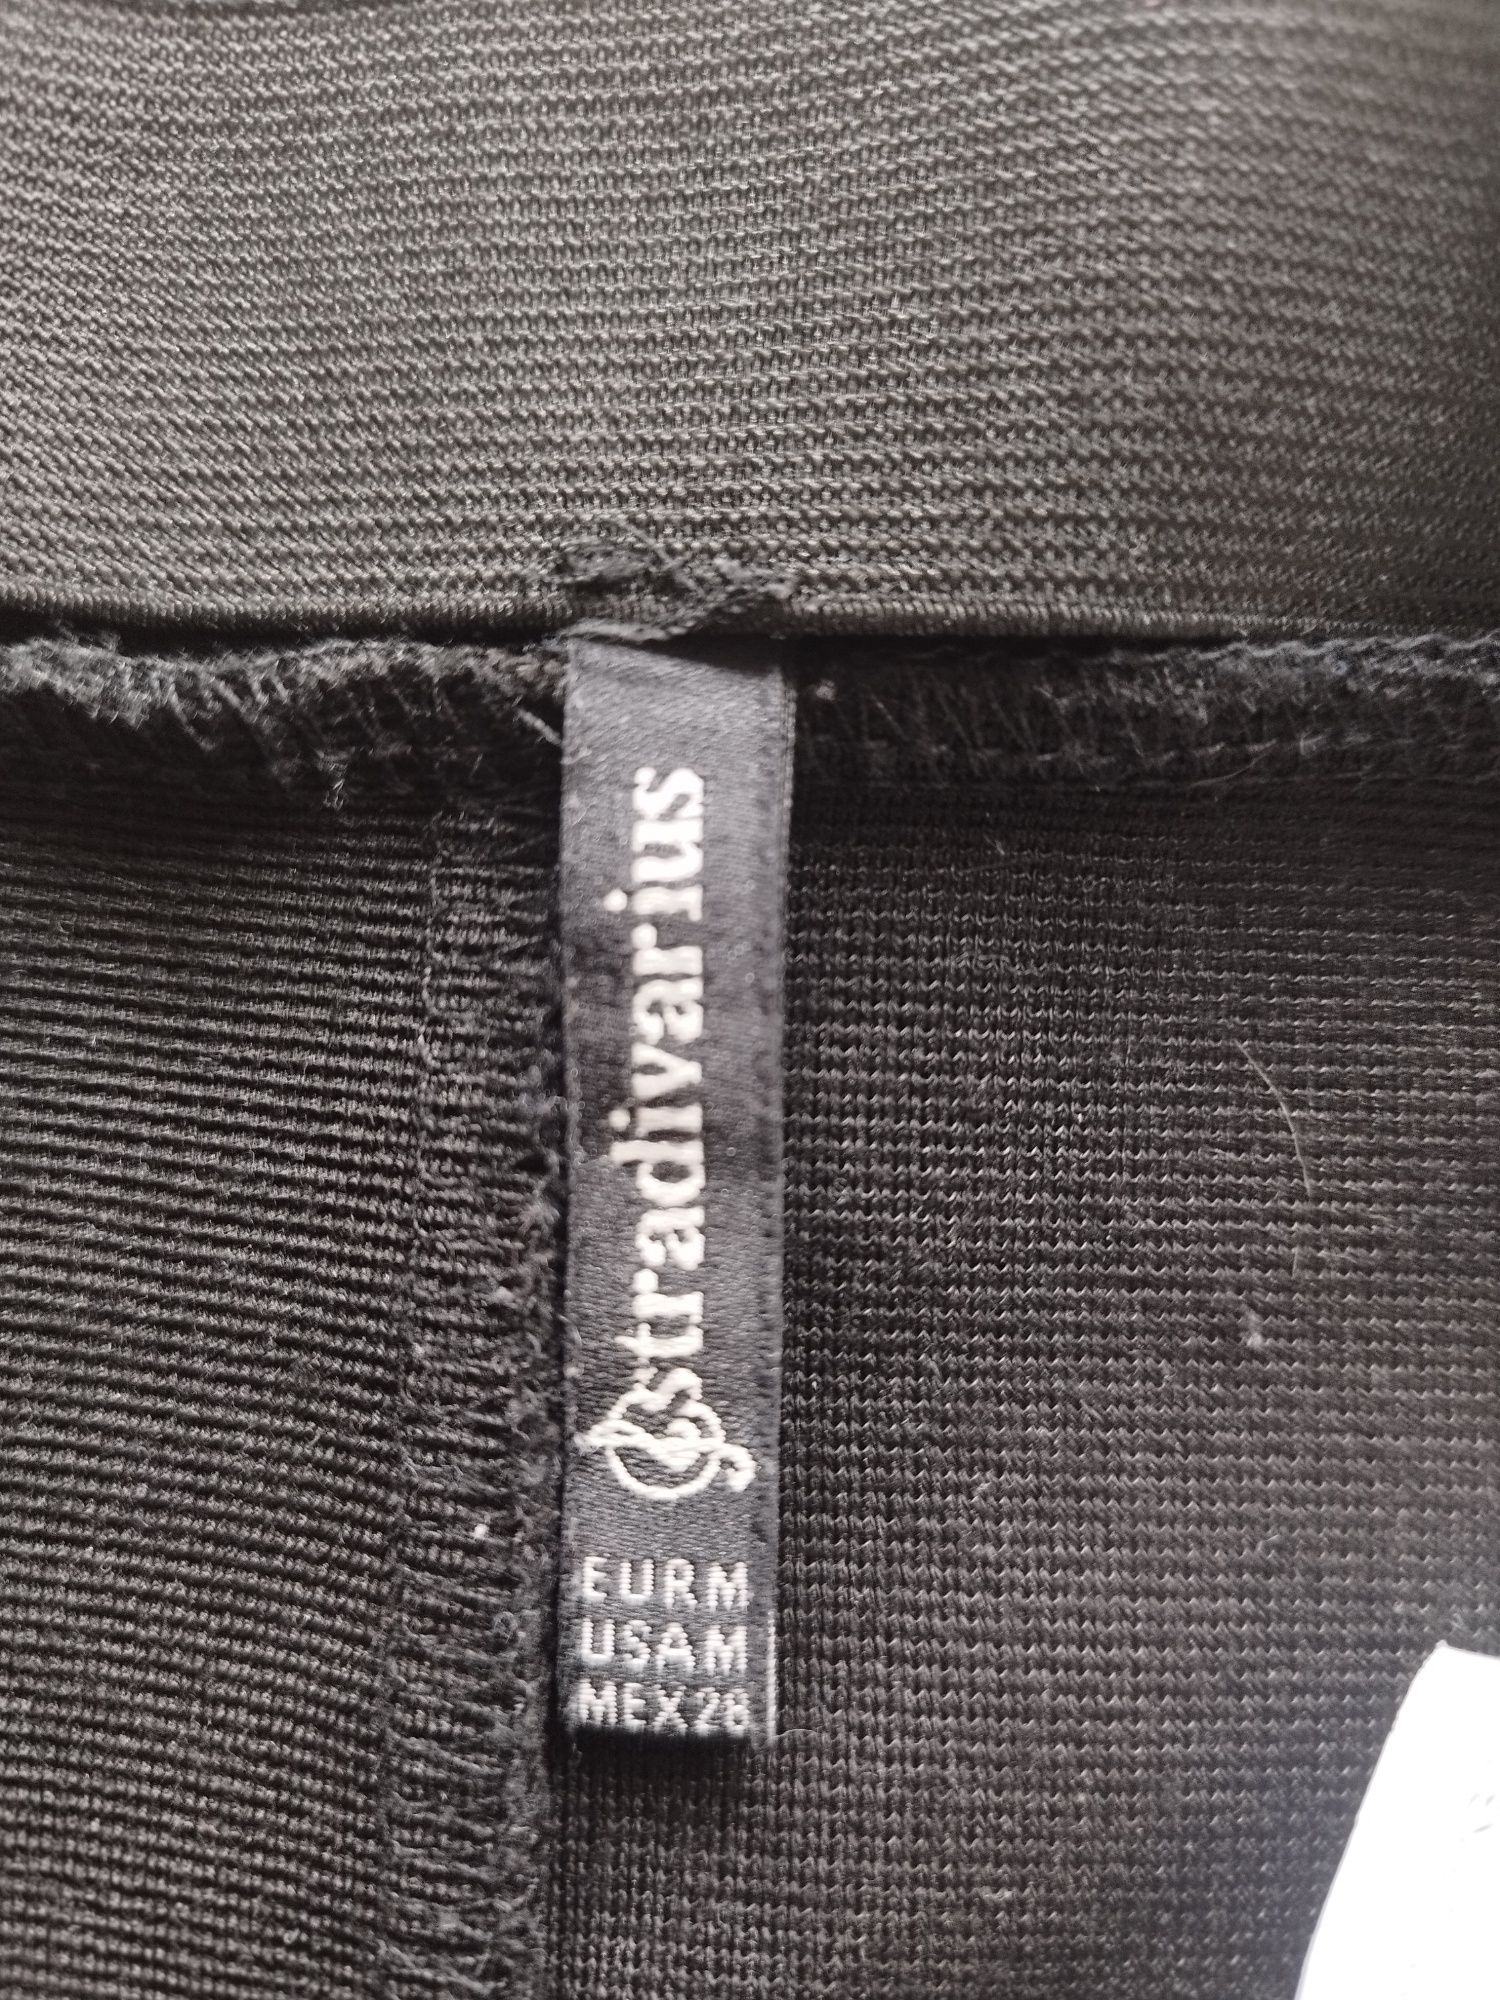 stradivarius
EUR M
USA M
MEX 28